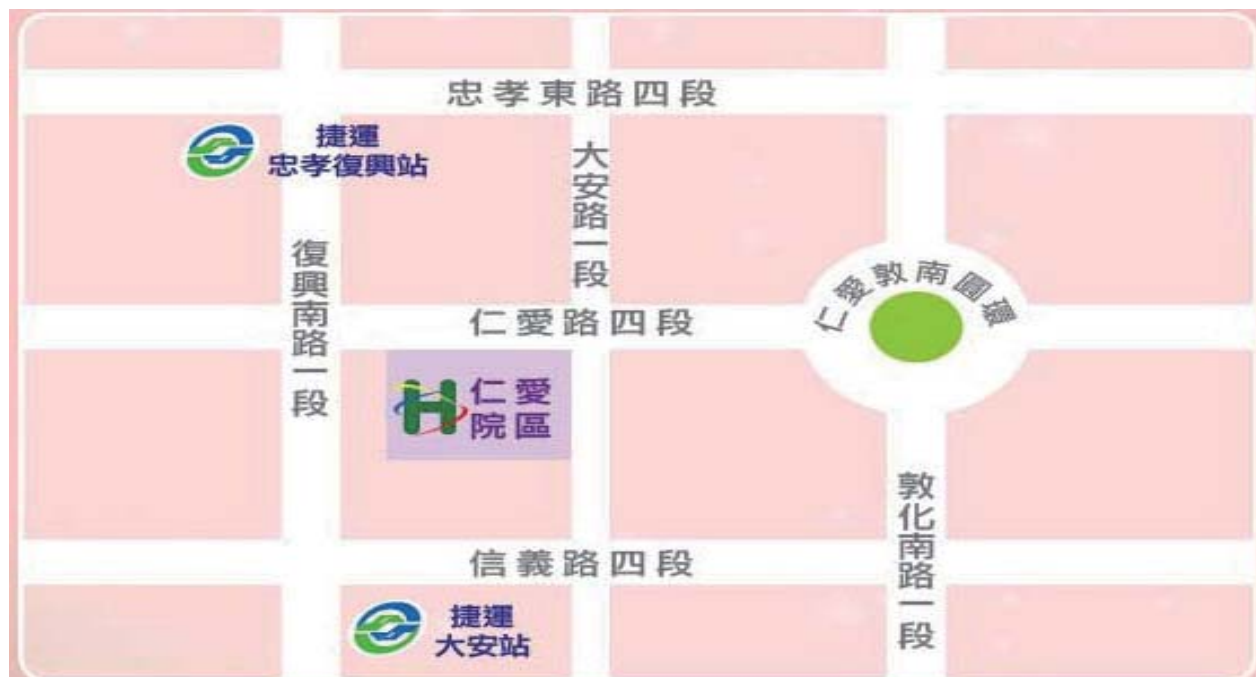 忠孝東路四段
捷運
忠孝復興站
大安路一段
復興南路一段
仁愛敦南圓環
仁愛路四段
仁愛
院區
敦化南路一段
信義路四段
捷運
大安站